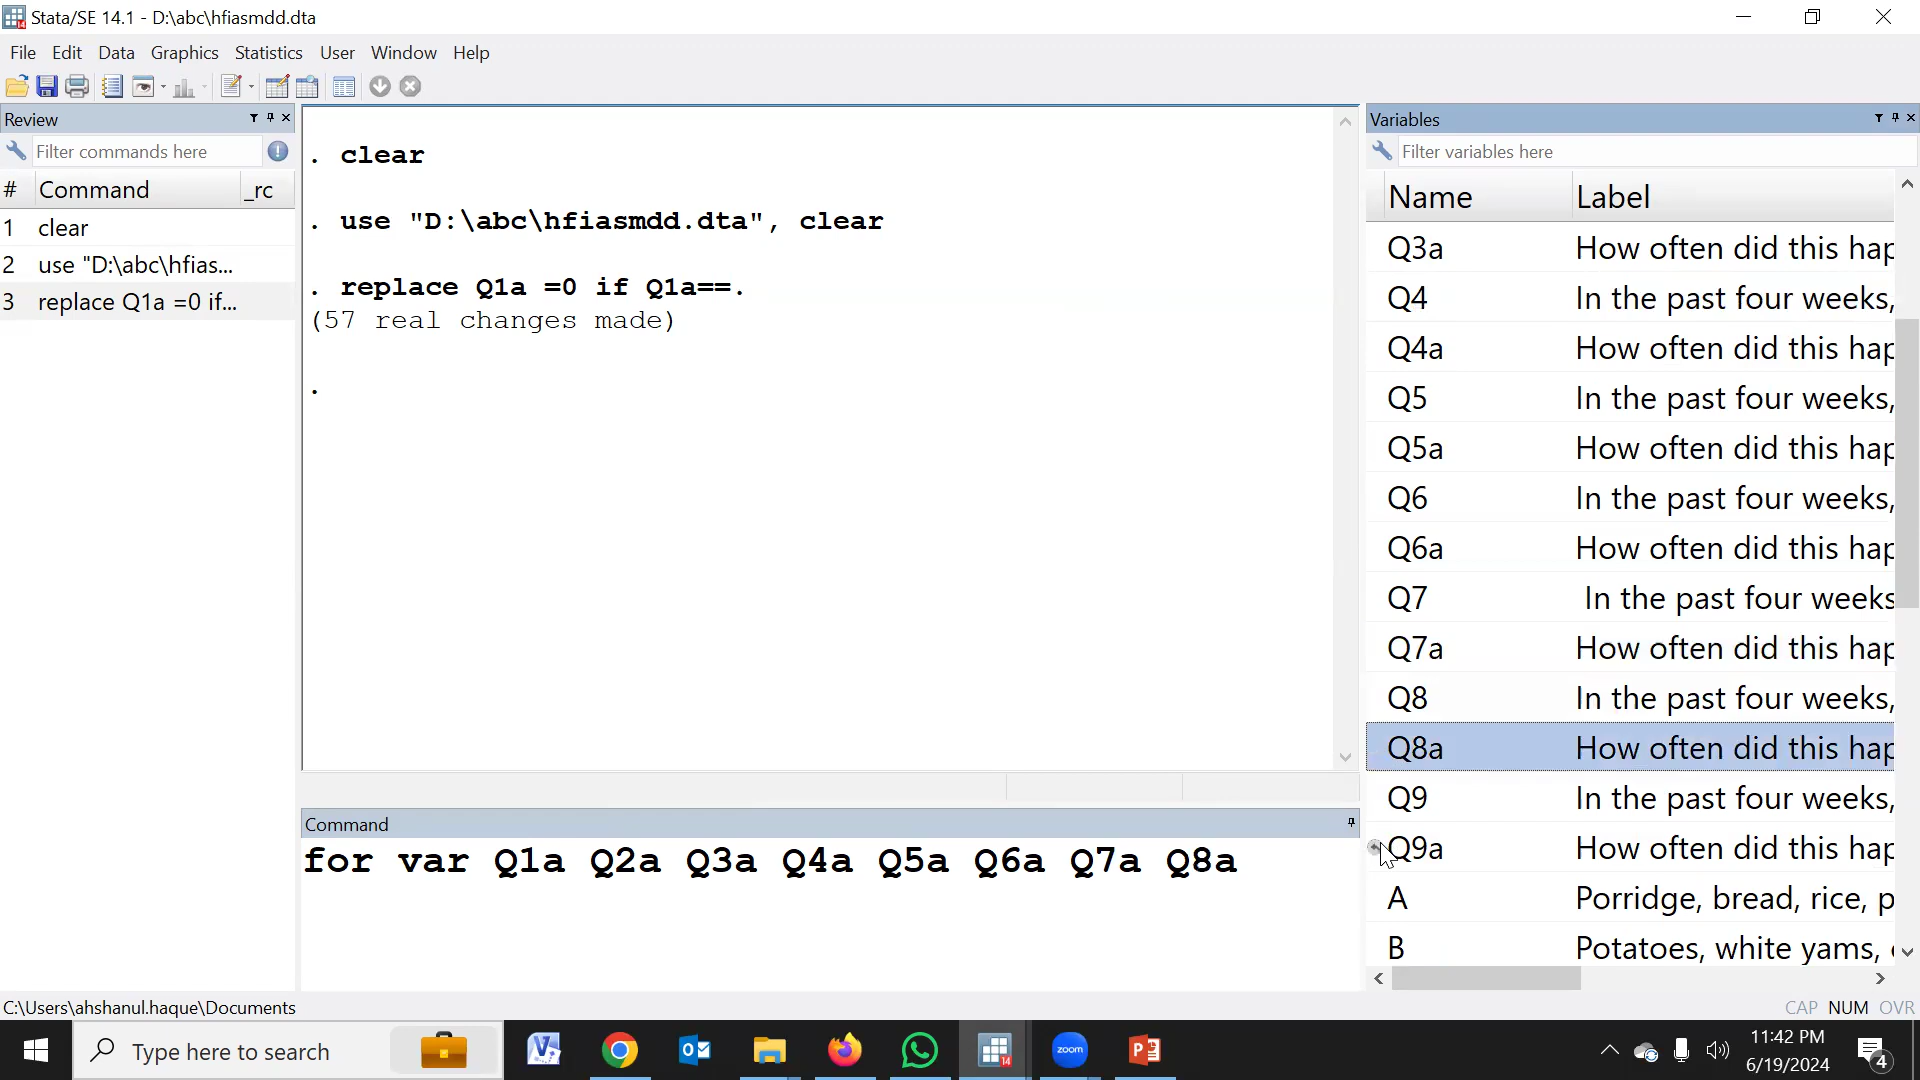 Stata/SE 14.1 - D:\abc\hfiasmdd.dta
File Edit Data Graphics Statistics User Window Help
Review
Filter commands here
# Command _rc
1 clear
2 use "D:\abc\hfias...
3 replace Q1a =0 if...
. clear
. use "D:\abc\hfiasmdd.dta", clear
. replace Q1a =0 if Q1a==.
(57 real changes made)
.
Command
for var Q1a Q2a Q3a Q4a Q5a Q6a Q7a Q8a
Variables
Filter variables here
Name Label
Q3a How often did this hap
Q4 In the past four weeks,
Q4a How often did this hap
Q5 In the past four weeks,
Q5a How often did this hap
Q6 In the past four weeks,
Q6a How often did this hap
Q7 In the past four weeks
Q7a How often did this hap
Q8 In the past four weeks,
Q8a How often did this hap
Q9 In the past four weeks,
Q9a How often did this hap
A Porridge, bread, rice, p
B Potatoes, white yams,
C:\Users\ahshanul.haque\Documents
CAP NUM OVR
Type here to search
zoom
11:42 PM
6/19/2024
4